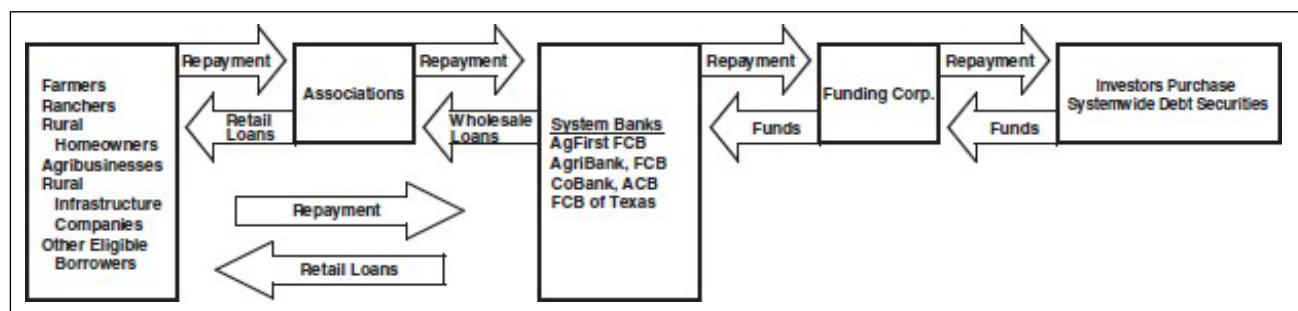 Farmers
Ranchers
Rural
Homeowners
Agribusinesses
Rural
Infrastructure
Companies
Other Eligible
Borrowers
Repayment
Retail
Loans
Associations
Repayment
Wholesale
Loans
Repayment
Retail Loans
System Banks
AgFirst FCB
AgriBank, FCB
CoBank, ACB
FCB of Texas
Repayment
Funds
Funding Corp.
Repayment
Funds
Investors Purchase
Systemwide Debt Securities